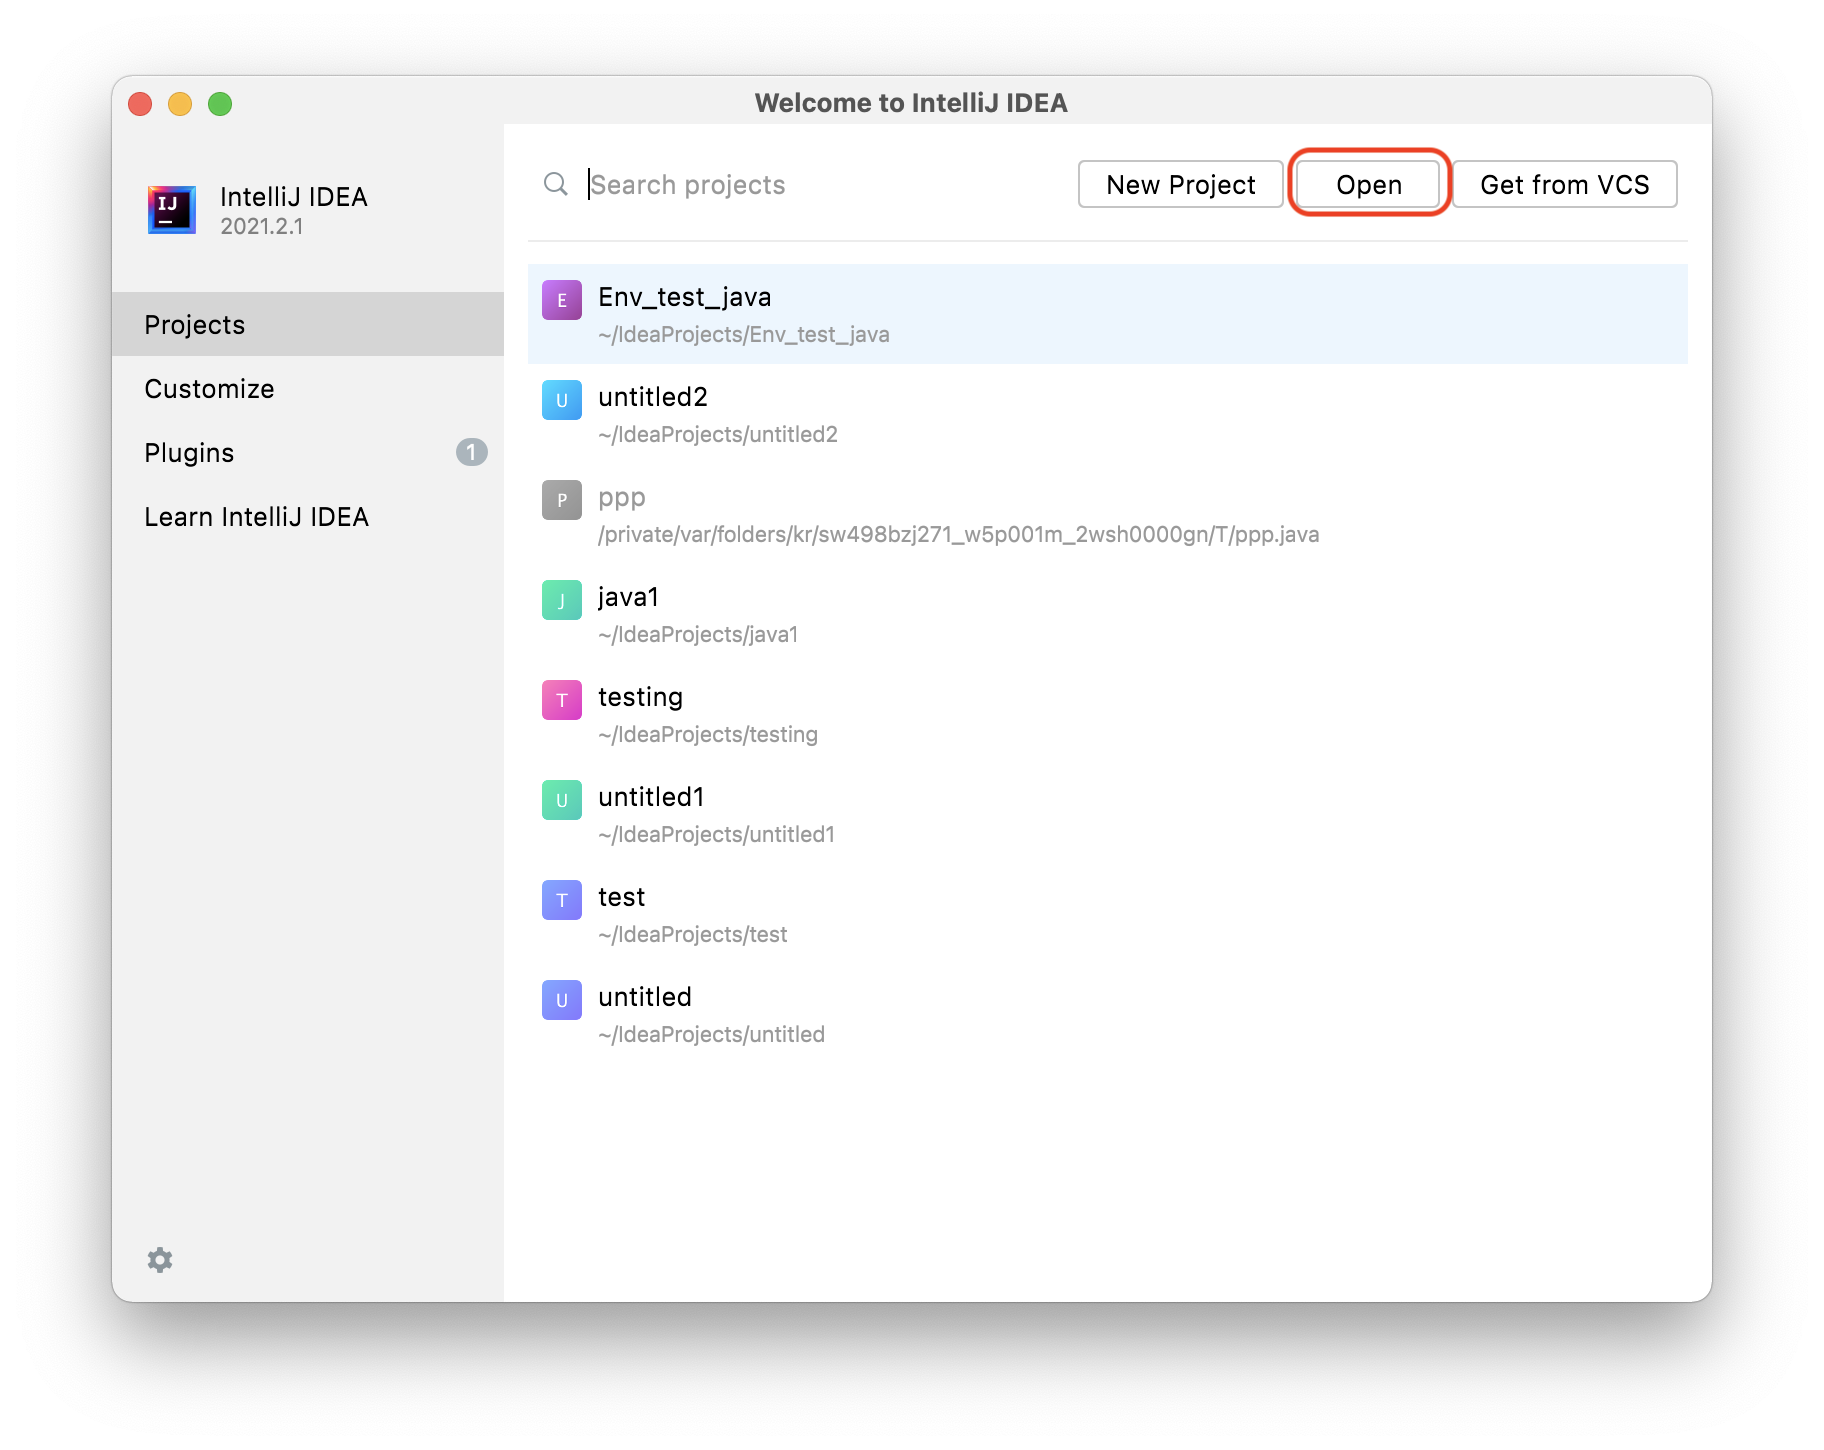 Welcome to IntelliJ IDEA
IJ
IntelliJ IDEA
2021.2.1
Projects
Customize
Plugins 1
Learn IntelliJ IDEA
Search projects
New Project
Open
Get from VCS
E
Env_test_java
~/IdeaProjects/Env_test_java
U
untitled2
~/IdeaProjects/untitled2
P
ppp
/private/var/folders/kr/sw498bzj271_w5p001m_2wsh0000gn/T/ppp.java
J
java1
~/IdeaProjects/java1
T
testing
~/IdeaProjects/testing
U
untitled1
~/IdeaProjects/untitled1
T
test
~/IdeaProjects/test
U
untitled
~/IdeaProjects/untitled